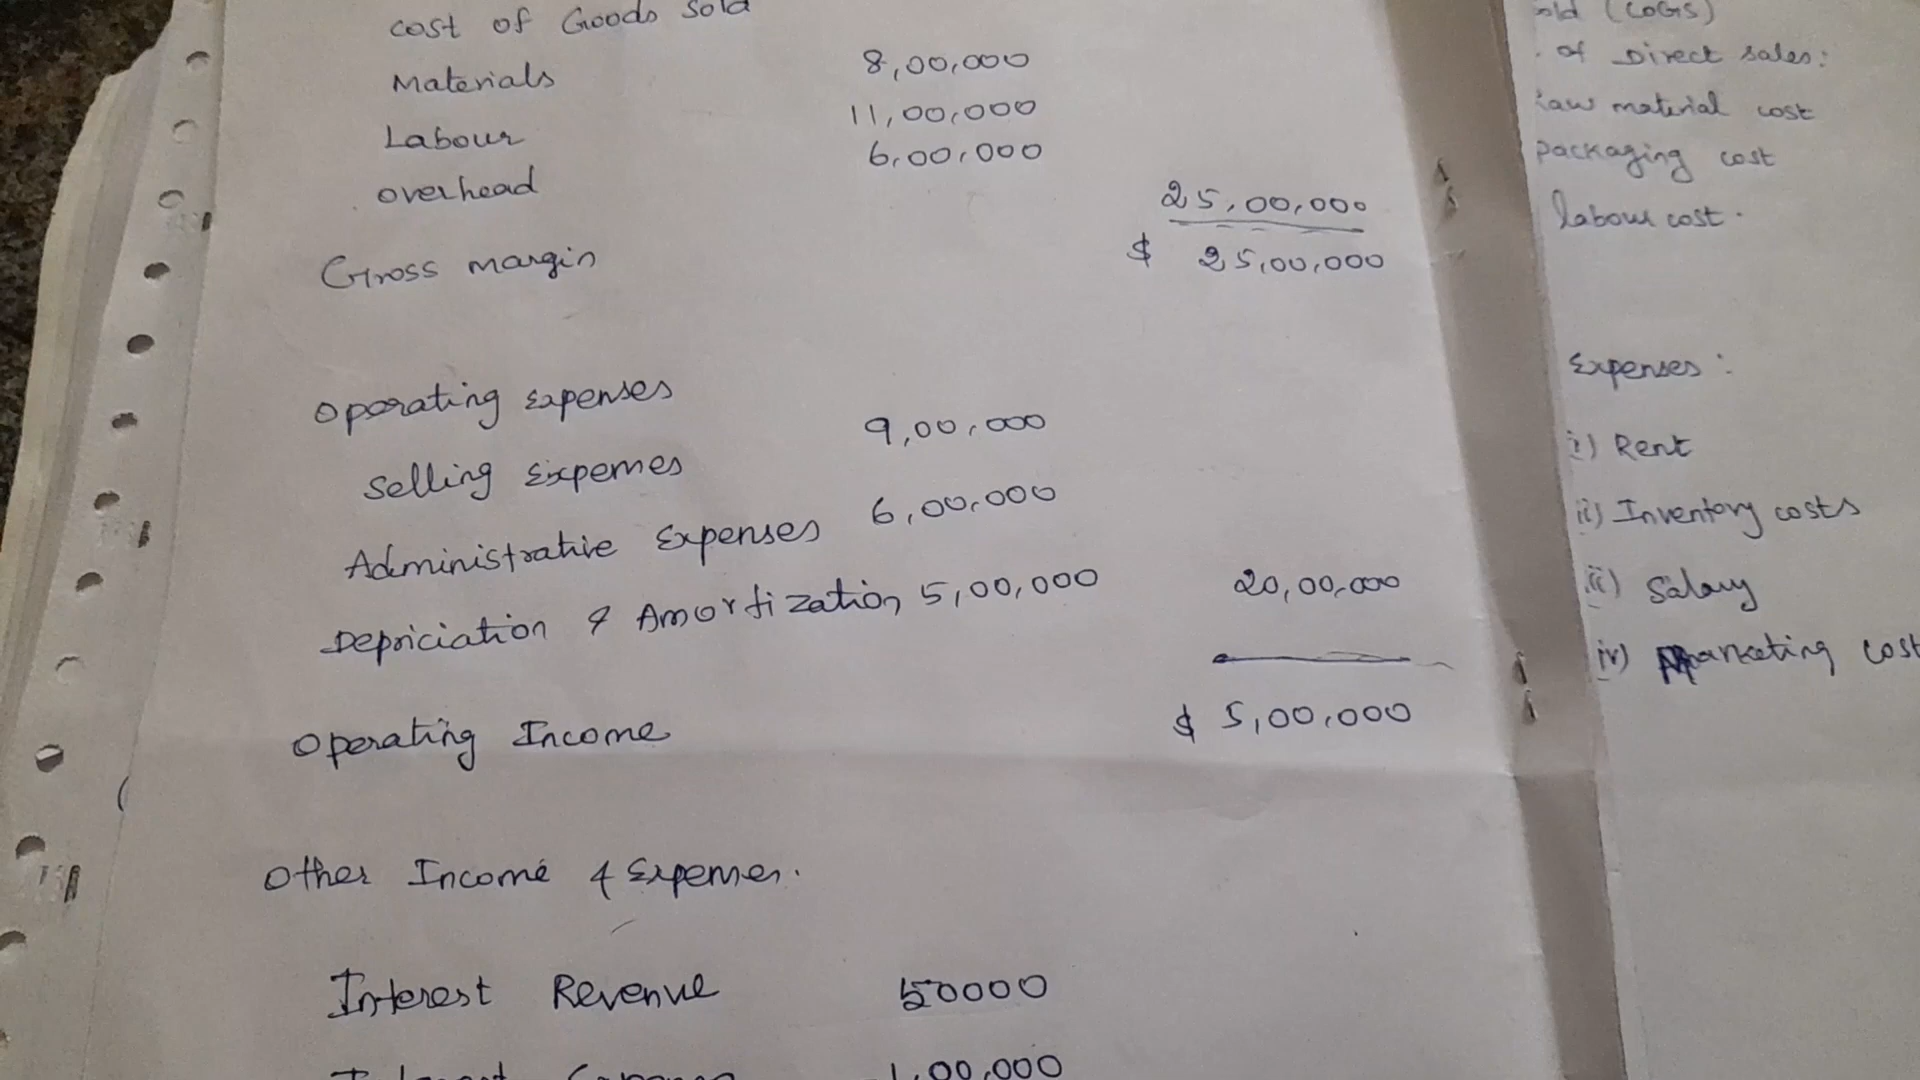 cost of Goods Sold
Materials 8,00,000
Labour 11,00,000
overhead 6,00,000
25,00,000
Gross margin $ 25,00,000
Operating expenses
Selling Expenses 9,00,000
Administrative Expenses 6,00,000
Depriciation & Amortization 5,00,000 20,00,000
Operating Income $ 5,00,000
Other Income & Expenses.
Interest Revenue 50000
1,00,000
(COGS)
of Direct sales:
material cost
packaging cost
labour cost.
Expenses:
i) Rent
ii) Inventory costs
Salary
iv) Marketing cost